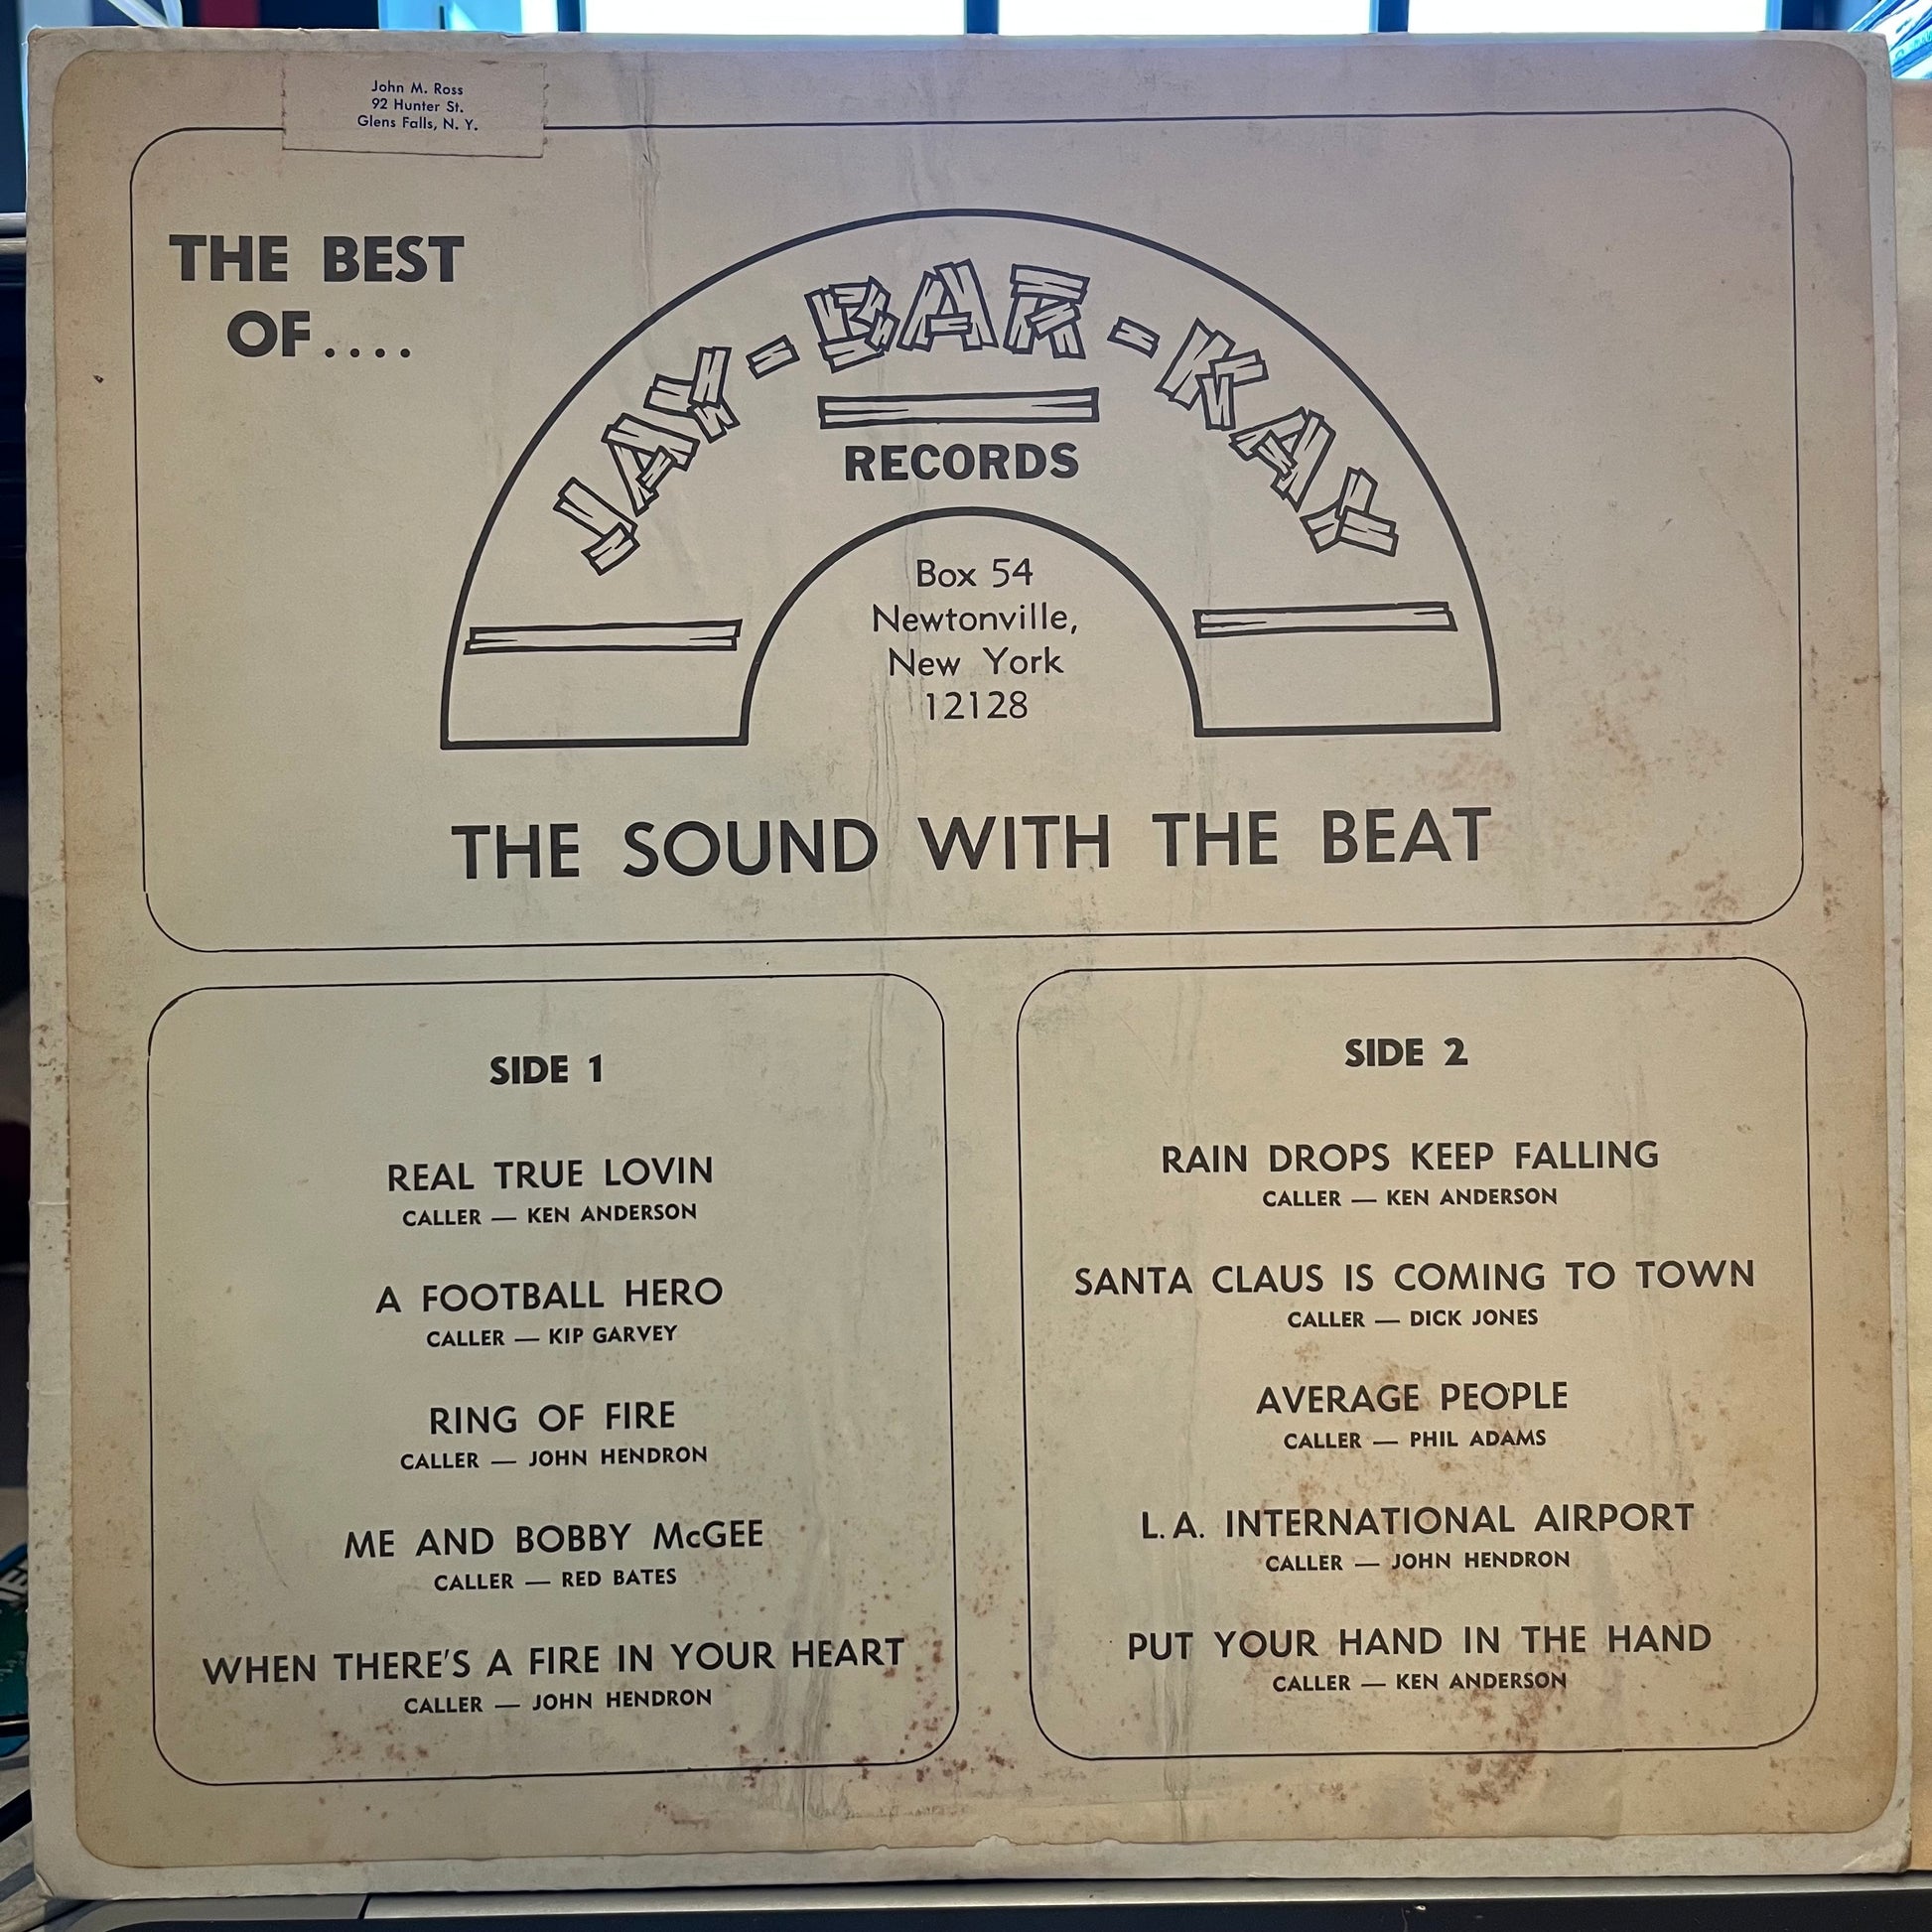 John M. Ross
92 Hunter St.
Glens Falls, N. Y.
THE BEST
OF....
JAY-BAR-KAY
RECORDS
Box 54
Newtonville,
New York
12128
THE SOUND WITH THE BEAT
SIDE 1
REAL TRUE LOVIN
CALLER — KEN ANDERSON
A FOOTBALL HERO
CALLER — KIP GARVEY
RING OF FIRE
CALLER — JOHN HENDRON
ME AND BOBBY McGEE
CALLER — RED BATES
WHEN THERE'S A FIRE IN YOUR HEART
CALLER — JOHN HENDRON
SIDE 2
RAIN DROPS KEEP FALLING
CALLER — KEN ANDERSON
SANTA CLAUS IS COMING TO TOWN
CALLER — DICK JONES
AVERAGE PEOPLE
CALLER — PHIL ADAMS
L.A. INTERNATIONAL AIRPORT
CALLER — JOHN HENDRON
PUT YOUR HAND IN THE HAND
CALLER — KEN ANDERSON